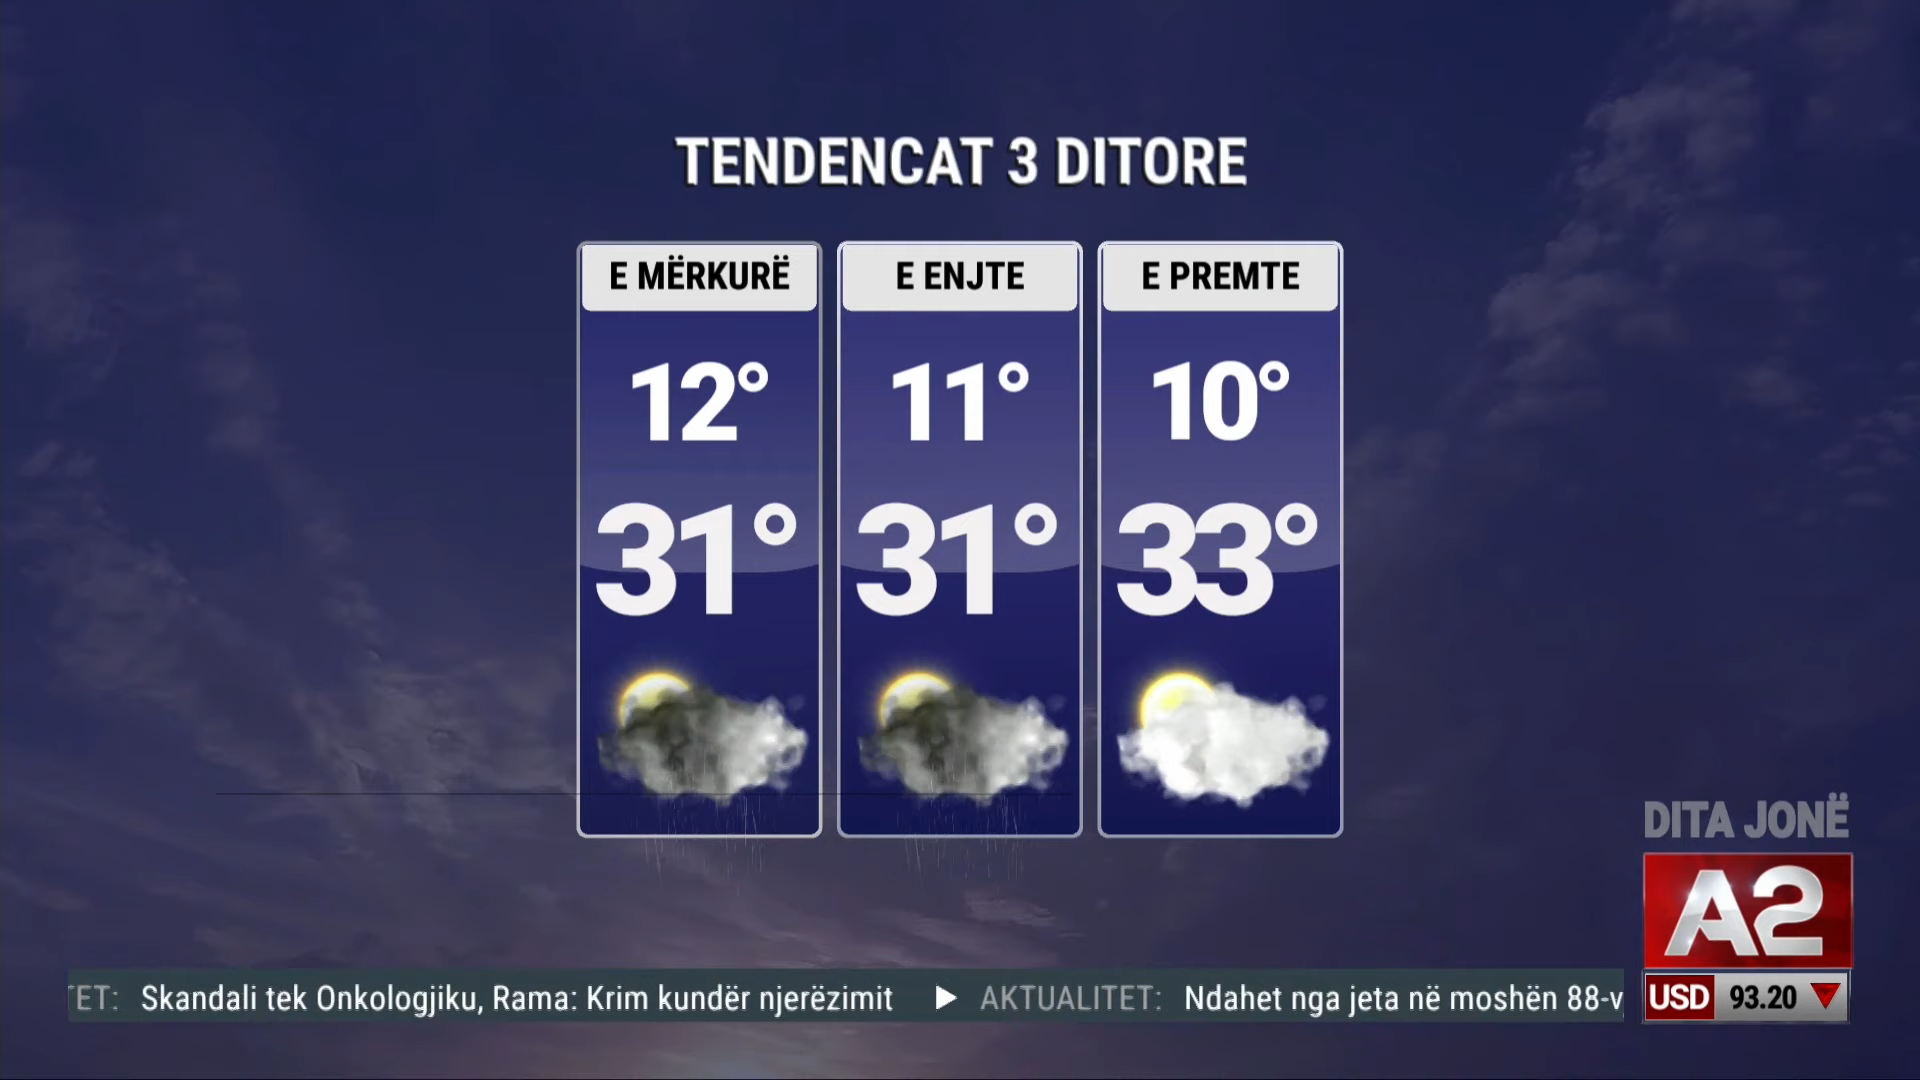 TENDENCAT 3 DITORE
E MËRKURË
12°
31°
E ENJTE
11°
31°
E PREMTE
10°
33°
DITA JONË
A2
ET: Skandali tek Onkologjiku, Rama: Krim kundër njerëzimit ▶ AKTUALITET: Ndahet nga jeta në moshën 88-v
USD 93.20